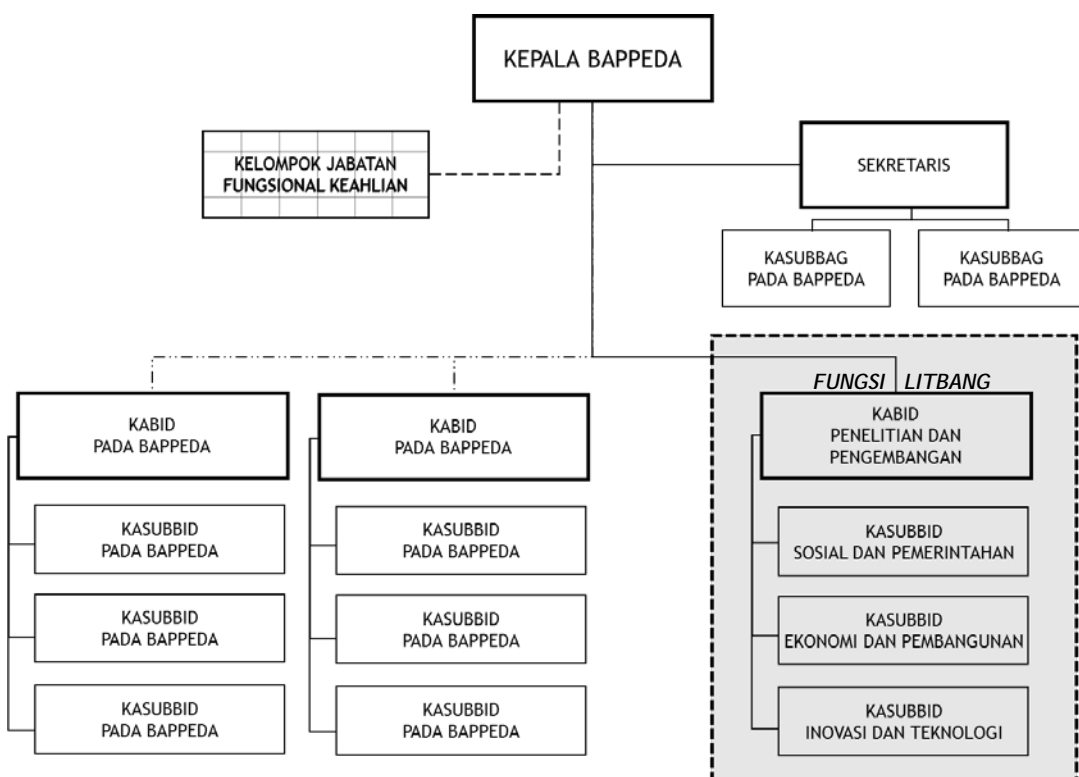 KEPALA BAPPEDA
KELOMPOK JABATAN
FUNGSIONAL KEAHLIAN
SEKRETARIS
KASUBBAG
PADA BAPPEDA
KASUBBAG
PADA BAPPEDA
FUNGSI LITBANG
KABID
PADA BAPPEDA
KASUBBID
PADA BAPPEDA
KASUBBID
PADA BAPPEDA
KASUBBID
PADA BAPPEDA
KABID
PADA BAPPEDA
KASUBBID
PADA BAPPEDA
KASUBBID
PADA BAPPEDA
KASUBBID
PADA BAPPEDA
KABID
PENELITIAN DAN
PENGEMBANGAN
KASUBBID
SOSIAL DAN PEMERINTAHAN
KASUBBID
EKONOMI DAN PEMBANGUNAN
KASUBBID
INOVASI DAN TEKNOLOGI